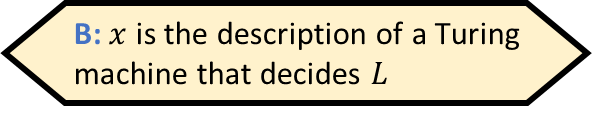 B: x is the description of a Turing
machine that decides L